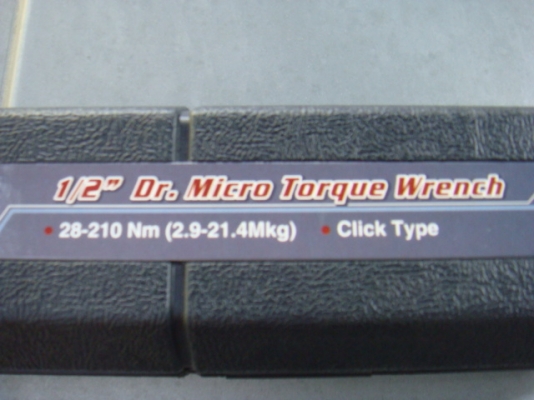 1/2" Dr. Micro Torque Wrench
• 28-210 Nm (2.9-21.4Mkg) • Click Type